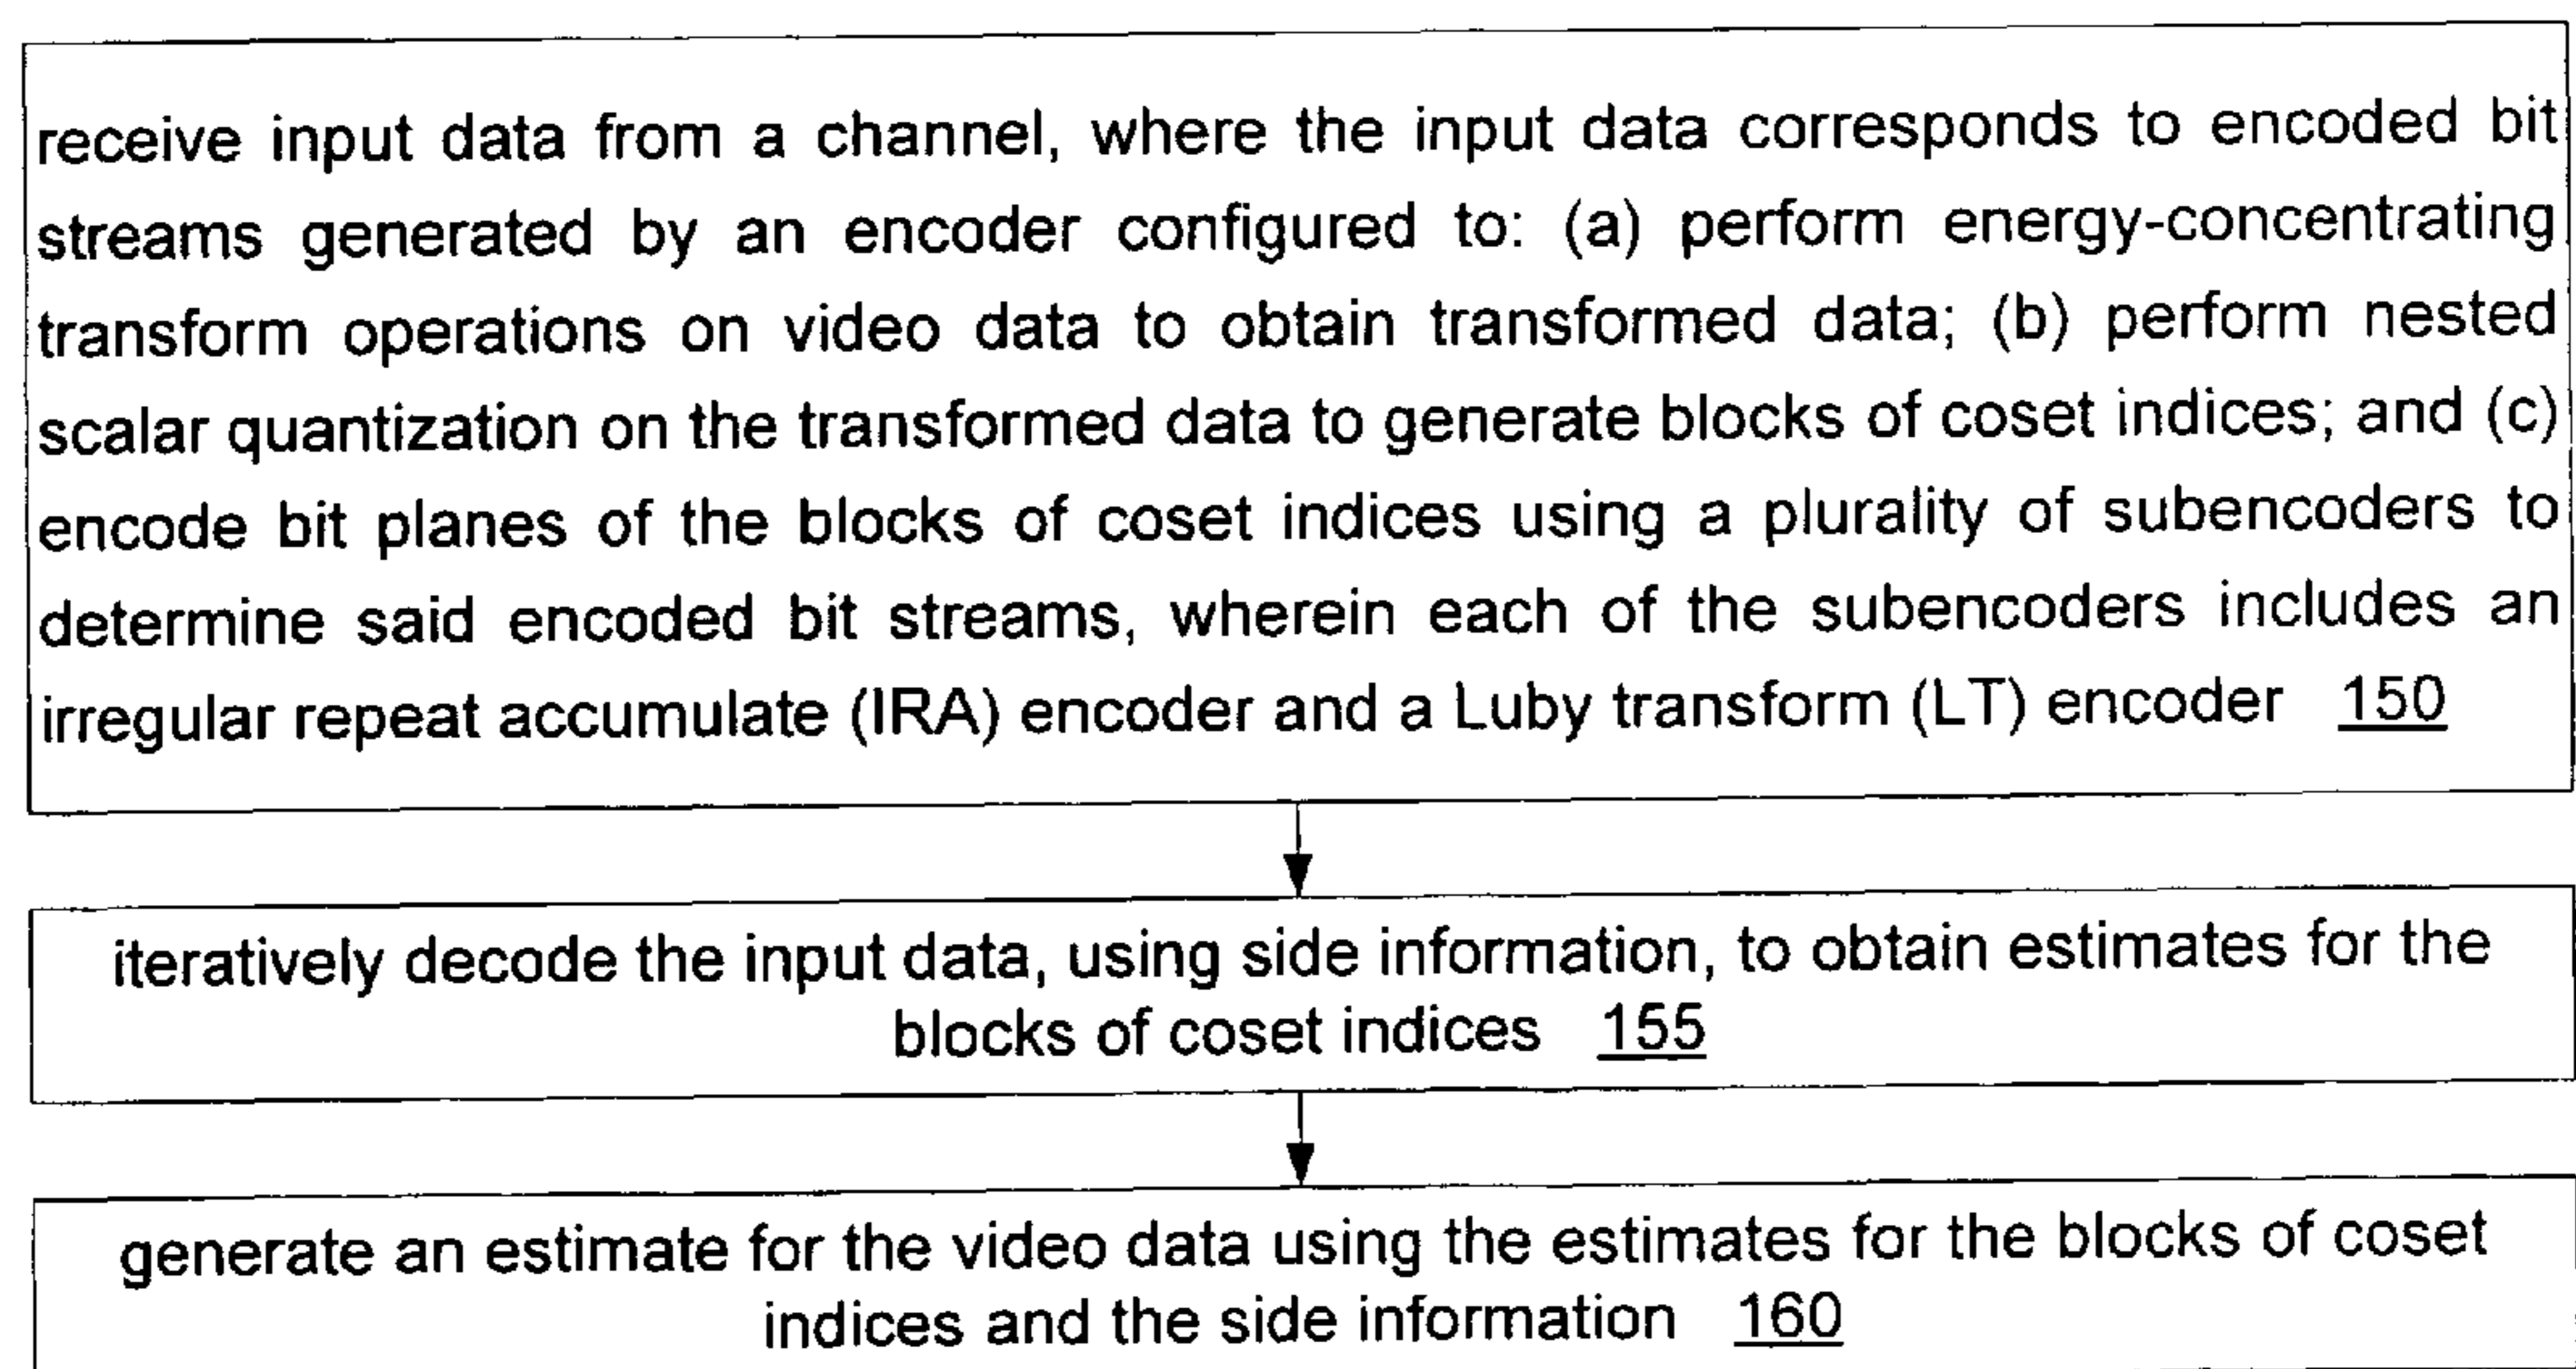 receive input data from a channel, where the input data corresponds to encoded bit
streams generated by an encoder configured to: (a) perform energy-concentrating
transform operations on video data to obtain transformed data; (b) perform nested
scalar quantization on the transformed data to generate blocks of coset indices; and (c)
encode bit planes of the blocks of coset indices using a plurality of subencoders to
determine said encoded bit streams, wherein each of the subencoders includes an
irregular repeat accumulate (IRA) encoder and a Luby transform (LT) encoder 150
iteratively decode the input data, using side information, to obtain estimates for the
blocks of coset indices 155
generate an estimate for the video data using the estimates for the blocks of coset
indices and the side information 160